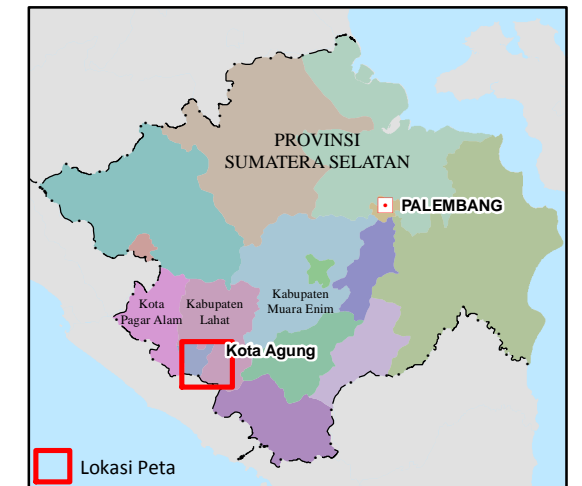 PROVINSI
SUMATERA SELATAN
PALEMBANG
Kota
Pagar Alam
Kabupaten
Lahat
Kabupaten
Muara Enim
Kota Agung
Lokasi Peta